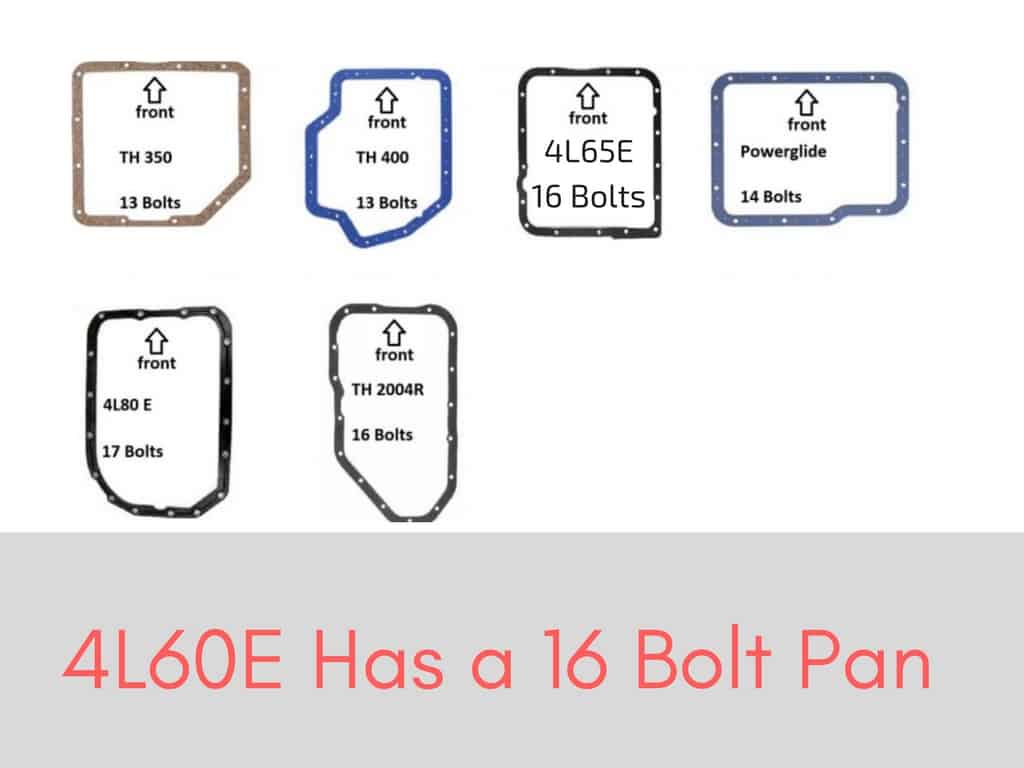 front
TH 350
13 Bolts
front
TH 400
13 Bolts
front
4L65E
16 Bolts
front
Powerglide
14 Bolts
front
4L80 E
17 Bolts
front
TH 2004R
16 Bolts
4L60E Has a 16 Bolt Pan